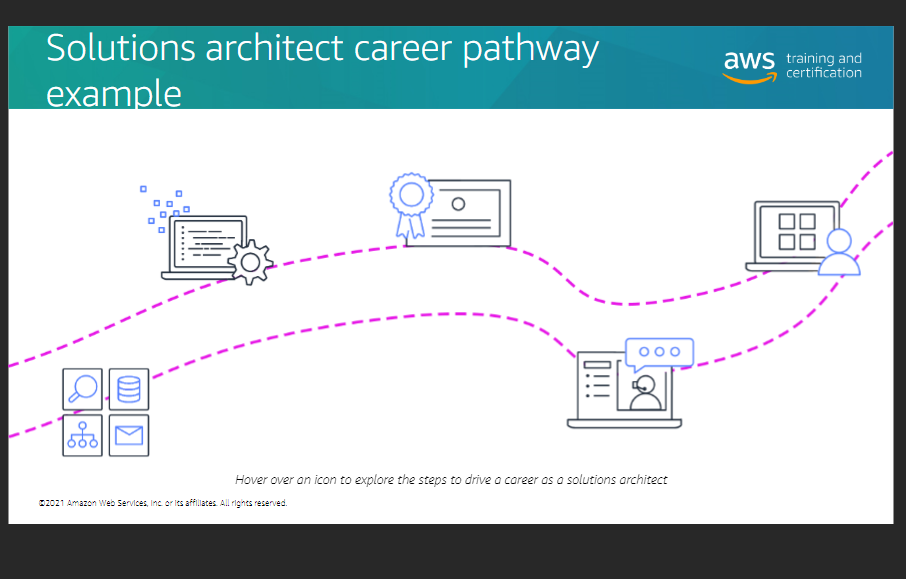 Solutions architect career pathway
example
aws training and
certification
Hover over an icon to explore the steps to drive a career as a solutions architect
©2021 Amazon Web Services, Inc. or its affiliates. All rights reserved.